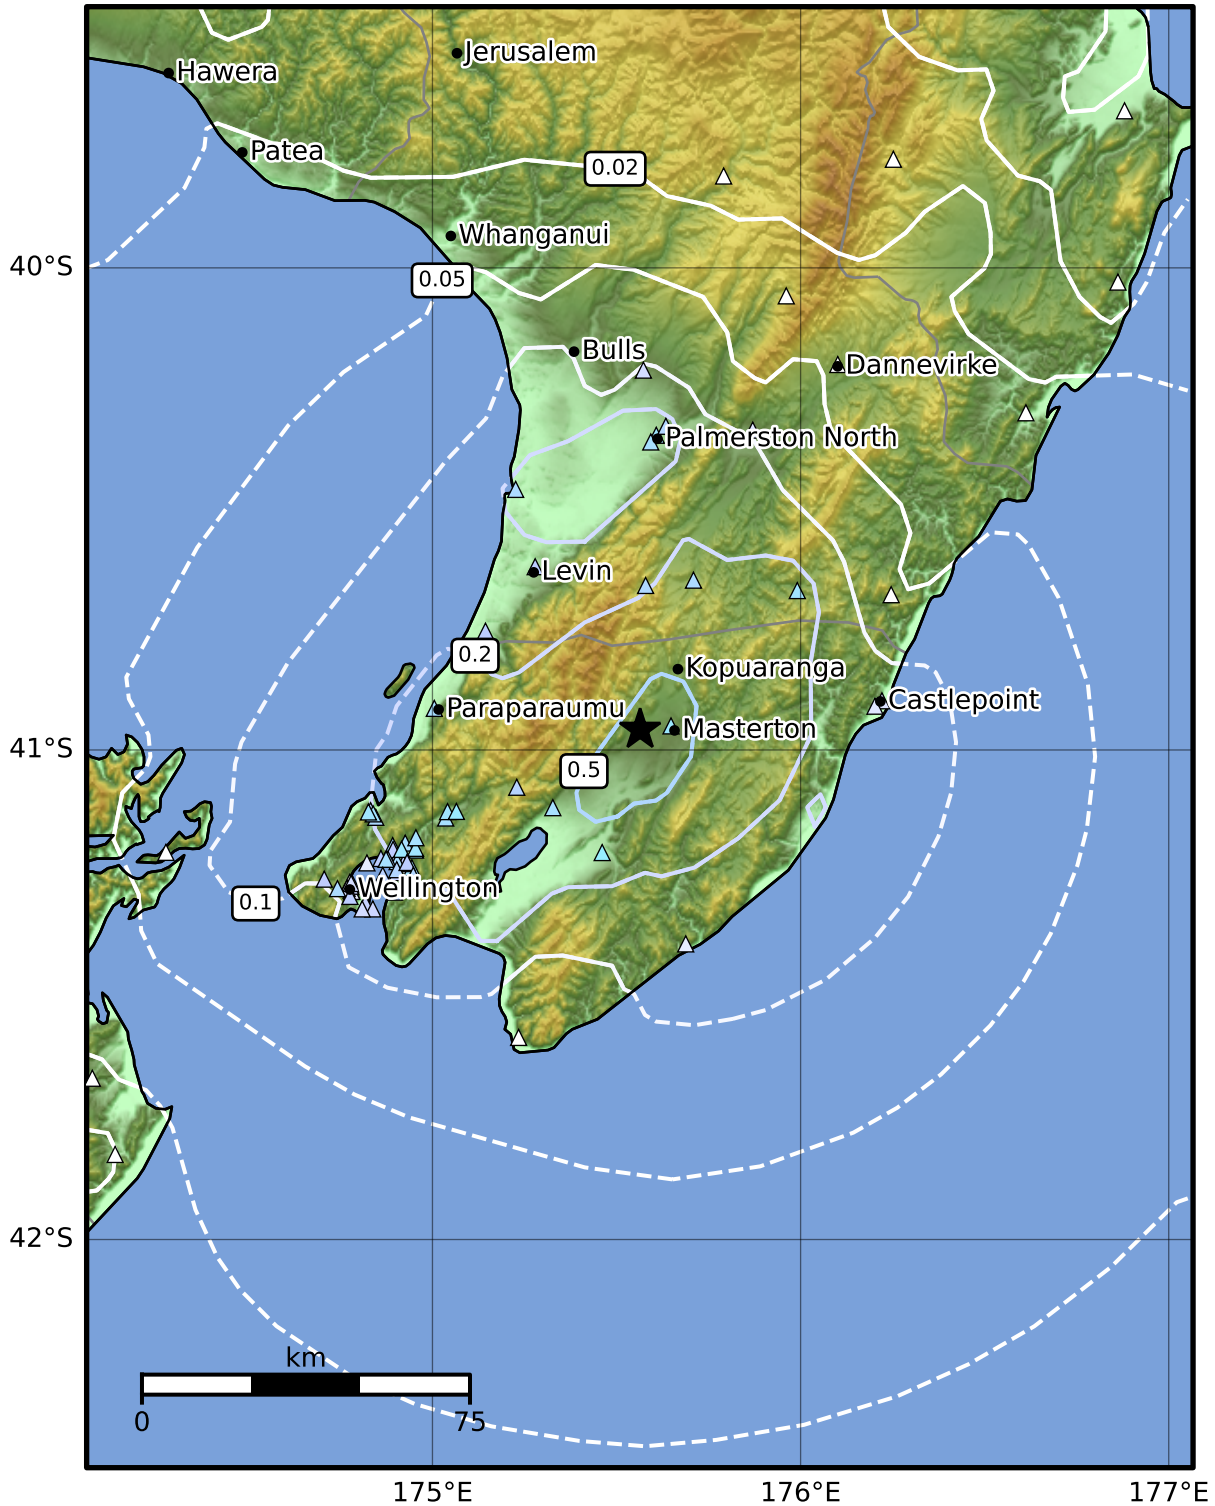 Jerusalem
Hawera
Patea
0.02
Whanganui
40°S
0.05
Bulls
Dannevirke
Palmerston North
Levin
0.2
Kopuaranga
Castlepoint
Paraparaumu
Masterton
41°S
0.5
Wellington
0.1
42°S
km
0
75
175°E
176°E
177°E